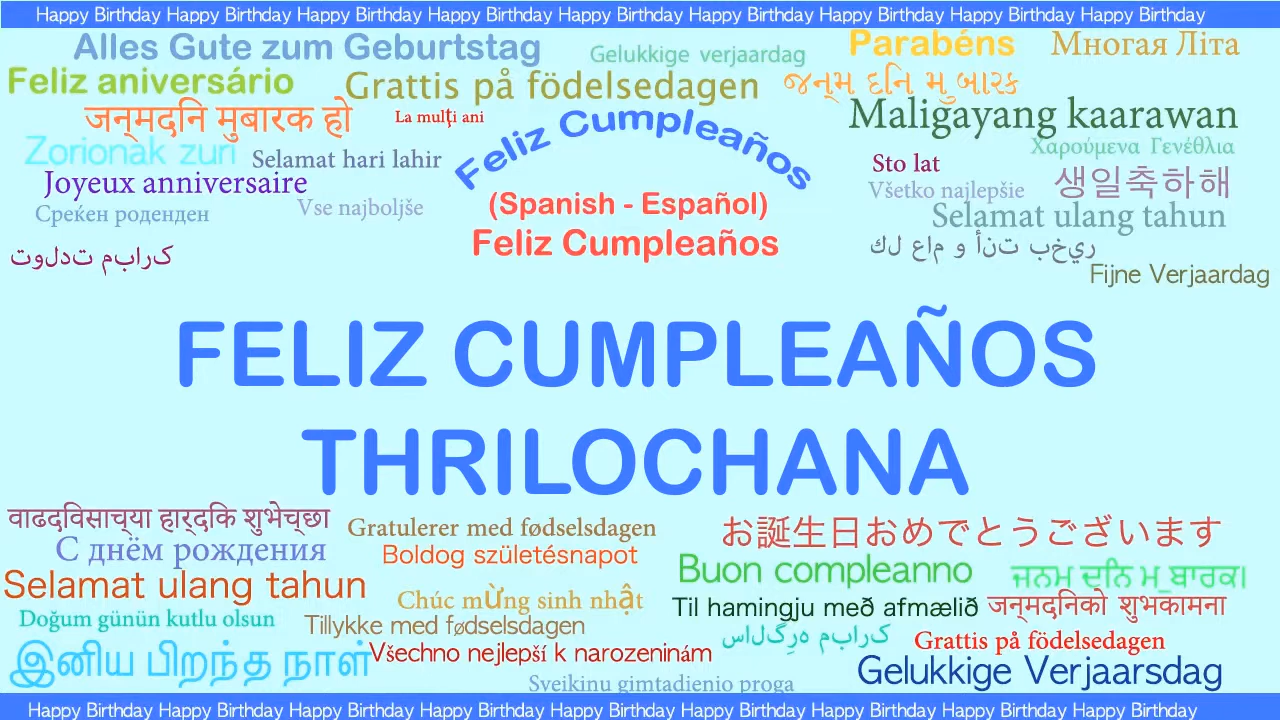 Happy Birthday Happy Birthday Happy Birthday Happy Birthday Happy Birthday Happy Birthday Happy Birthday Happy Birthday Happy Birthday
Alles Gute zum Geburtstag
Gelukkige verjaardag
Parabéns
Многая Літа
Feliz aniversário
Grattis på födelsedagen
જન્મ દિન મુબારક
जन्मदिन मुबारक हो
La mulţi ani
Feliz Cumpleaños
Maligayang kaarawan
Zorionak zuri
Selamat hari lahir
Χαρούμενα Γενέθλια
Joyeux anniversaire
(Spanish - Español)
Sto lat
Všetko najlepšie
생일축하해
Среќен роденден
Vse najboljše
Feliz Cumpleaños
Selamat ulang tahun
تولدت مبارک
كل عام و أنت بخير
Fijne Verjaardag
FELIZ CUMPLEAÑOS
THRILOCHANA
वाढदिवसाच्या हार्दिक शुभेच्छा
Gratulerer med fødselsdagen
お誕生日おめでとうございます
С днём рождения
Boldog születésnapot
Buon compleanno
ਜਨਮ ਦਿਨ ਮੁਬਾਰਕ।
Selamat ulang tahun
Chúc mừng sinh nhật
Til hamingju með afmælið
जन्मदिनको शुभकामना
Doğum günün kutlu olsun
Tillykke med fødselsdagen
سالگرہ مبارک
Grattis på födelsedagen
இனிய பிறந்த நாள்
Všechno nejlepší k narozeninám
Gelukkige Verjaarsdag
Sveikinu gimtadienio proga
Happy Birthday Happy Birthday Happy Birthday Happy Birthday Happy Birthday Happy Birthday Happy Birthday Happy Birthday Happy Birthday